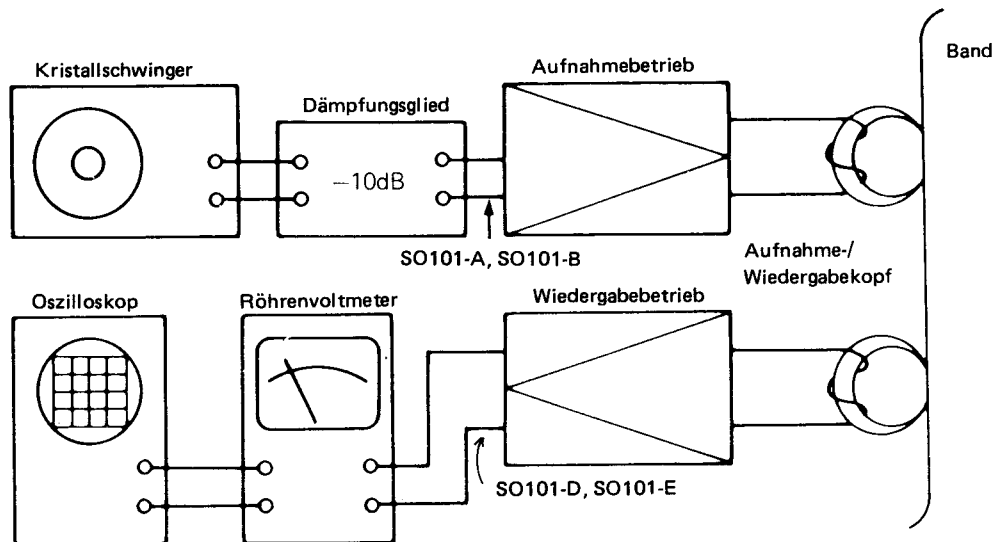 Kristallschwinger
Dämpfungsglied
−10dB
Aufnahmebetrieb
Band
SO101-A, SO101-B
Aufnahme-/
Wiedergabekopf
Oszilloskop
Röhrenvoltmeter
Wiedergabebetrieb
SO101-D, SO101-E